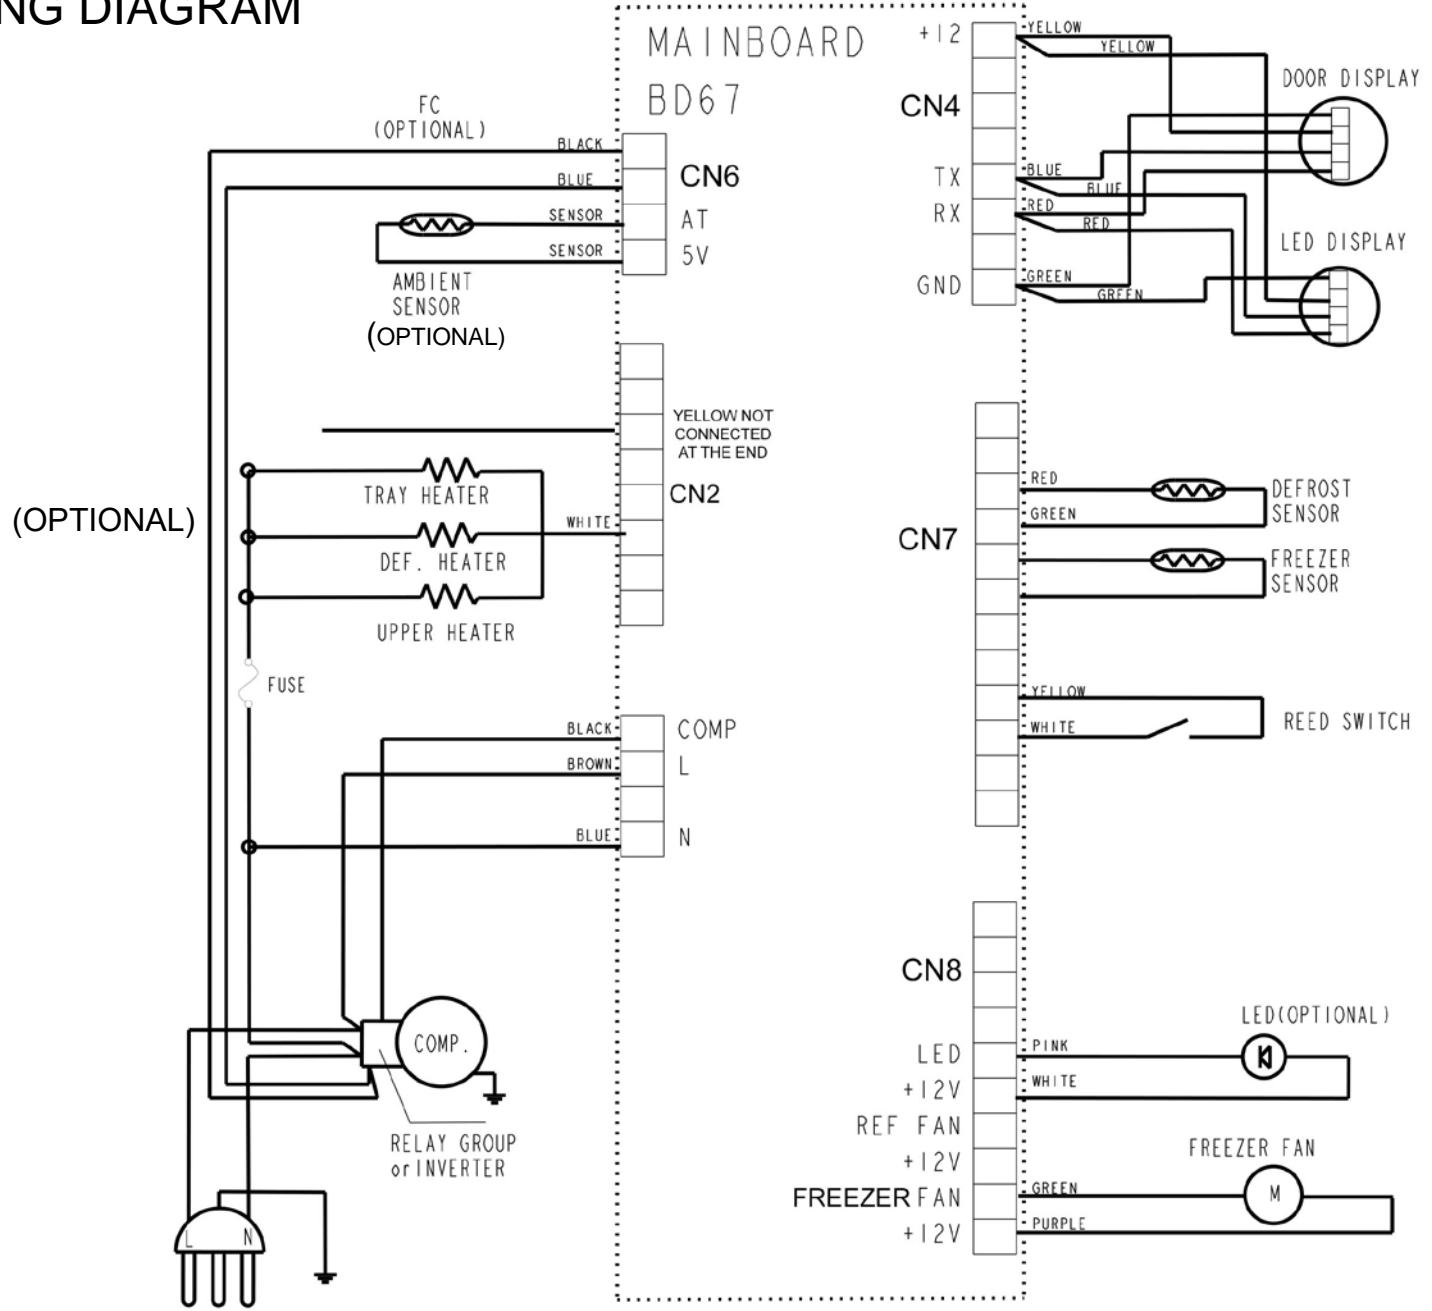 NG DIAGRAM
MAINBOARD
BD67
FC
(OPTIONAL)
BLACK
BLUE
CN6
SENSOR
AT
SENSOR
5V
AMBIENT
SENSOR
(OPTIONAL)
+12
YELLOW
YELLOW
CN4
DOOR DISPLAY
TX
BLUE
BLUE
RX
RED
RED
LED DISPLAY
GND
GREEN
GREEN
YELLOW NOT
CONNECTED
AT THE END
CN2
(OPTIONAL)
TRAY HEATER
WHITE
DEF. HEATER
UPPER HEATER
FUSE
CN7
RED
GREEN
DEFROST
SENSOR
FREEZER
SENSOR
YELLOW
WHITE
REED SWITCH
BLACK
COMP
BROWN
L
BLUE
N
COMP.
RELAY GROUP
or INVERTER
L
N
CN8
LED(OPTIONAL)
LED
PINK
+12V
WHITE
REF FAN
+12V
FREEZER FAN
FREEZER FAN
GREEN
M
+12V
PURPLE